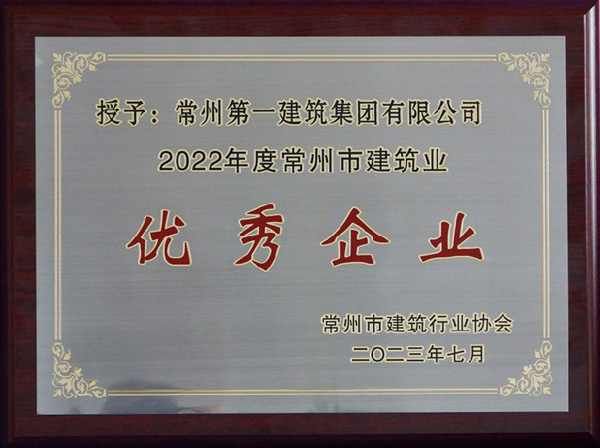 授予：常州第一建筑集团有限公司
2022年度常州市建筑业
优秀企业
常州市建筑行业协会
二〇二三年七月